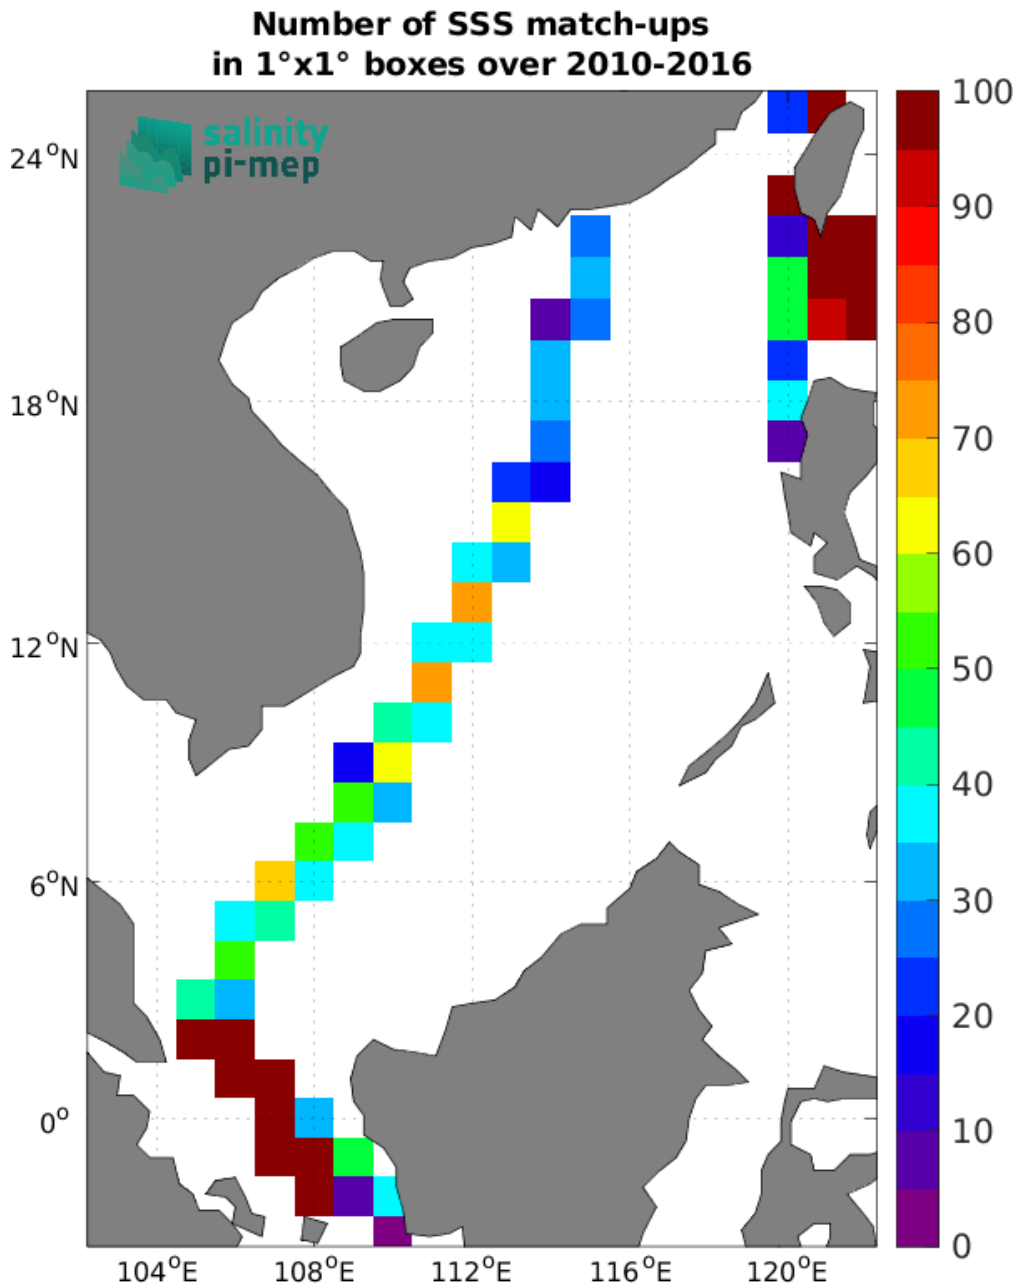 Number of SSS match-ups
in 1°x1° boxes over 2010-2016
salinity
pi-mep
24°N
18°N
12°N
6°N
0°
104°E
108°E
112°E
116°E
120°E
100
90
80
70
60
50
40
30
20
10
0